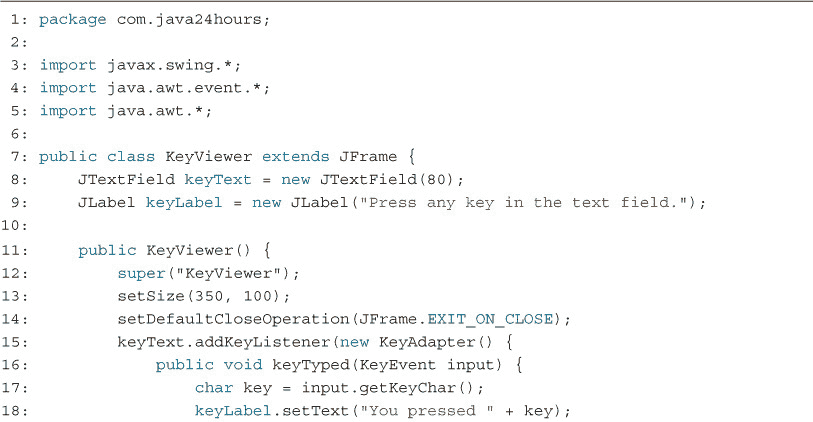 1: package com.java24hours;
2:
3: import javax.swing.*;
4: import java.awt.event.*;
5: import java.awt.*;
6:
7: public class KeyViewer extends JFrame {
8:     JTextField keyText = new JTextField(80);
9:     JLabel keyLabel = new JLabel("Press any key in the text field.");
10:
11:     public KeyViewer() {
12:         super("KeyViewer");
13:         setSize(350, 100);
14:         setDefaultCloseOperation(JFrame.EXIT_ON_CLOSE);
15:         keyText.addKeyListener(new KeyAdapter() {
16:             public void keyTyped(KeyEvent input) {
17:                 char key = input.getKeyChar();
18:                 keyLabel.setText("You pressed " + key);